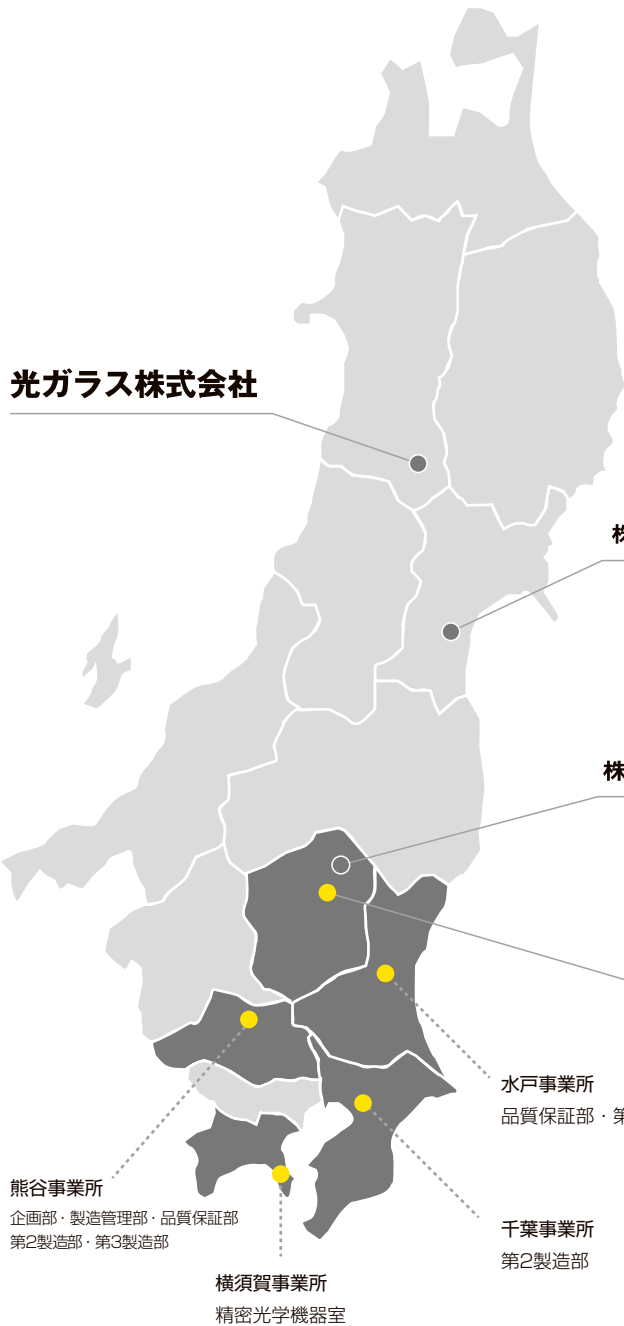 光ガラス株式会社
株
株
水戸事業所
品質保証部・第
熊谷事業所
企画部・製造管理部・品質保証部
第2製造部・第3製造部
千葉事業所
第2製造部
横須賀事業所
精密光学機器室